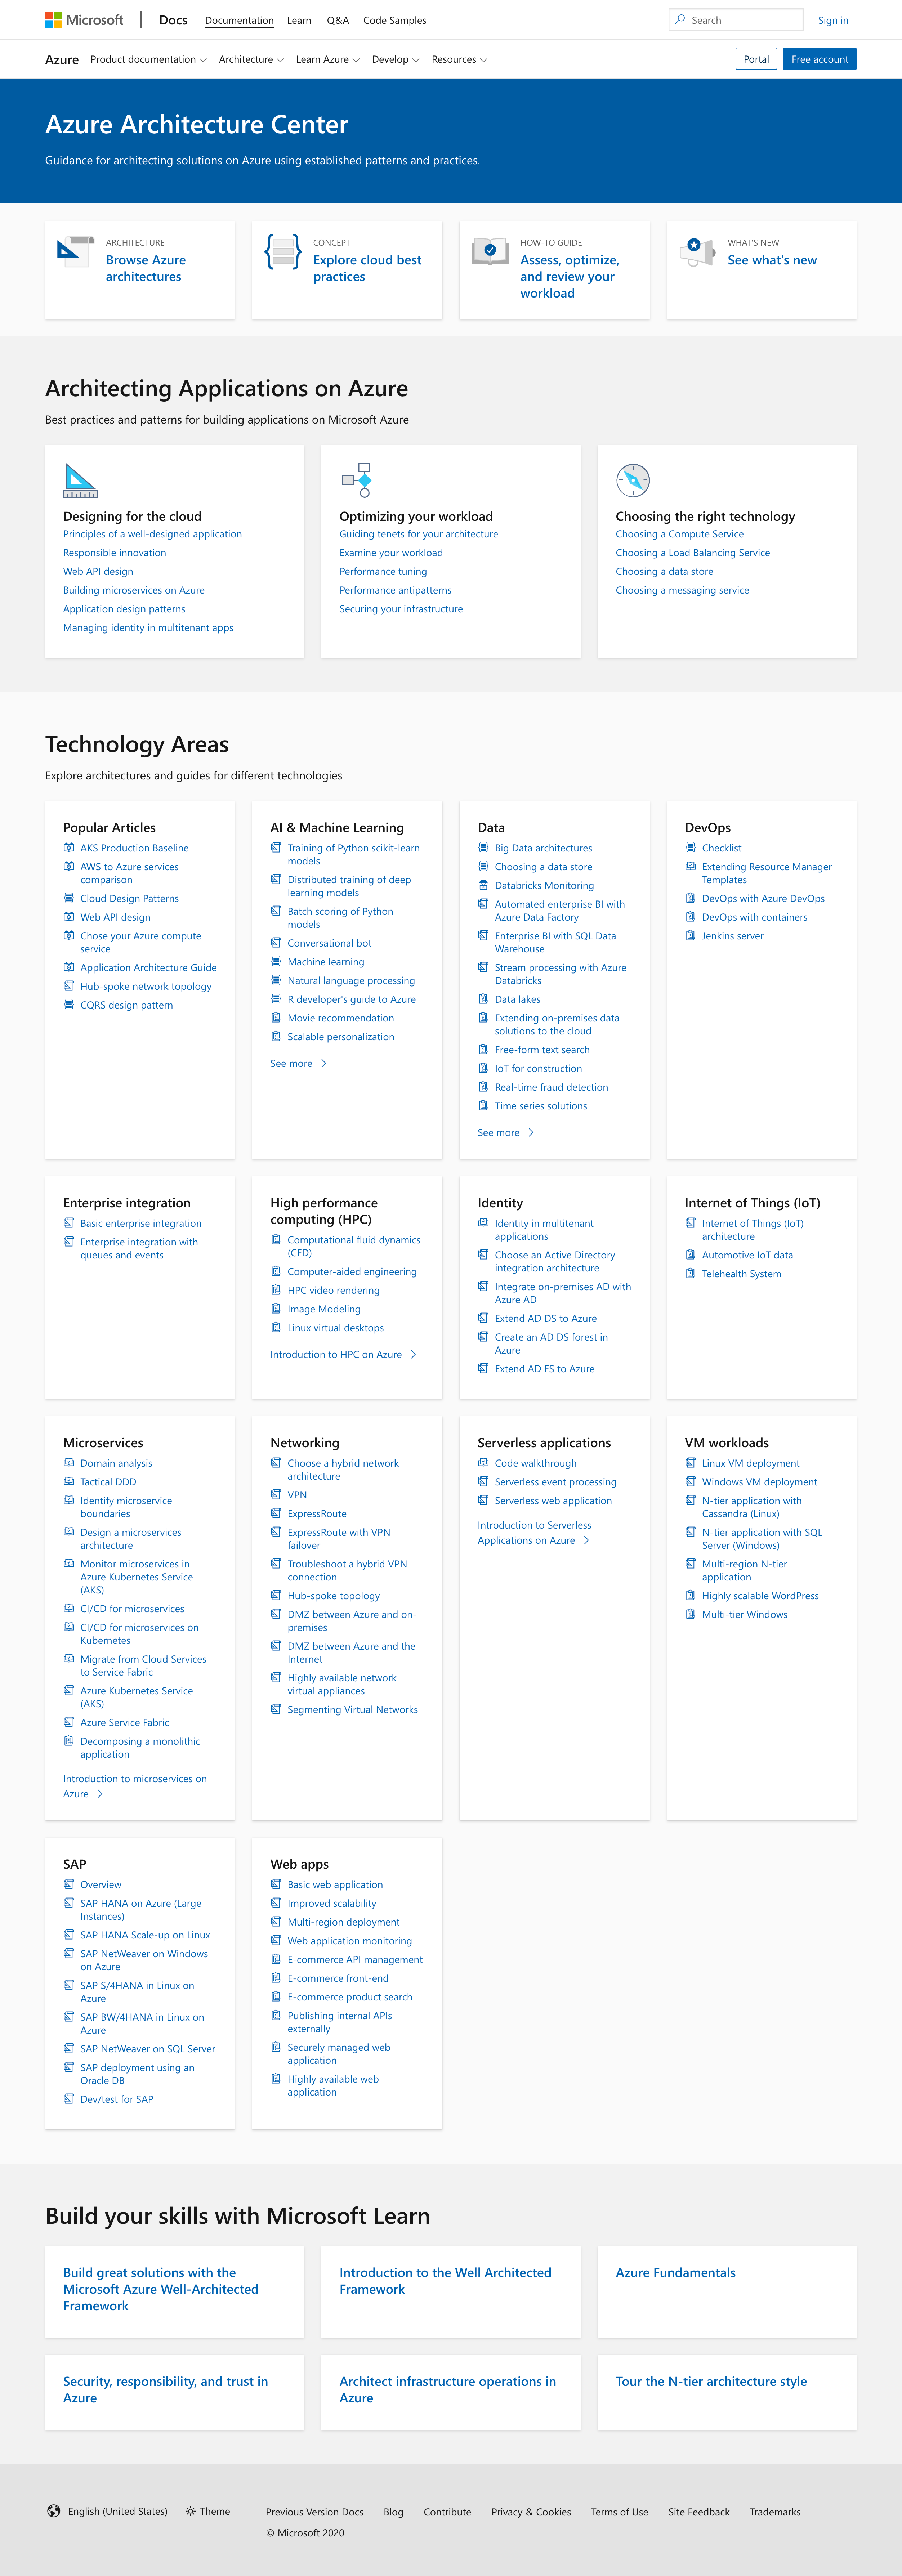 Microsoft Docs Documentation Learn Q&A Code Samples Search Sign in
Azure Product documentation Architecture Learn Azure Develop Resources Portal Free account
Azure Architecture Center
Guidance for architecting solutions on Azure using established patterns and practices.
ARCHITECTURE
Browse Azure
architectures
CONCEPT
Explore cloud best
practices
HOW-TO GUIDE
Assess, optimize,
and review your
workload
WHAT'S NEW
See what's new
Architecting Applications on Azure
Best practices and patterns for building applications on Microsoft Azure
Designing for the cloud
Principles of a well-designed application
Responsible innovation
Web API design
Building microservices on Azure
Application design patterns
Managing identity in multitenant apps
Optimizing your workload
Guiding tenets for your architecture
Examine your workload
Performance tuning
Performance antipatterns
Securing your infrastructure
Choosing the right technology
Choosing a Compute Service
Choosing a Load Balancing Service
Choosing a data store
Choosing a messaging service
Technology Areas
Explore architectures and guides for different technologies
Popular Articles
AKS Production Baseline
AWS to Azure services
comparison
Cloud Design Patterns
Web API design
Chose your Azure compute
service
Application Architecture Guide
Hub-spoke network topology
CQRS design pattern
AI & Machine Learning
Training of Python scikit-learn
models
Distributed training of deep
learning models
Batch scoring of Python
models
Conversational bot
Machine learning
Natural language processing
R developer's guide to Azure
Movie recommendation
Scalable personalization
See more
Data
Big Data architectures
Choosing a data store
Databricks Monitoring
Automated enterprise BI with
Azure Data Factory
Enterprise BI with SQL Data
Warehouse
Stream processing with Azure
Databricks
Data lakes
Extending on-premises data
solutions to the cloud
Free-form text search
IoT for construction
Real-time fraud detection
Time series solutions
See more
DevOps
Checklist
Extending Resource Manager
Templates
DevOps with Azure DevOps
DevOps with containers
Jenkins server
Enterprise integration
Basic enterprise integration
Enterprise integration with
queues and events
High performance
computing (HPC)
Computational fluid dynamics
(CFD)
Computer-aided engineering
HPC video rendering
Image Modeling
Linux virtual desktops
Introduction to HPC on Azure
Identity
Identity in multitenant
applications
Choose an Active Directory
integration architecture
Integrate on-premises AD with
Azure AD
Extend AD DS to Azure
Create an AD DS forest in
Azure
Extend AD FS to Azure
Internet of Things (IoT)
Internet of Things (IoT)
architecture
Automotive IoT data
Telehealth System
Microservices
Domain analysis
Tactical DDD
Identify microservice
boundaries
Design a microservices
architecture
Monitor microservices in
Azure Kubernetes Service
(AKS)
CI/CD for microservices
CI/CD for microservices on
Kubernetes
Migrate from Cloud Services
to Service Fabric
Azure Kubernetes Service
(AKS)
Azure Service Fabric
Decomposing a monolithic
application
Introduction to microservices on
Azure
Networking
Choose a hybrid network
architecture
VPN
ExpressRoute
ExpressRoute with VPN
failover
Troubleshoot a hybrid VPN
connection
Hub-spoke topology
DMZ between Azure and on-
premises
DMZ between Azure and the
Internet
Highly available network
virtual appliances
Segmenting Virtual Networks
Serverless applications
Code walkthrough
Serverless event processing
Serverless web application
Introduction to Serverless
Applications on Azure
VM workloads
Linux VM deployment
Windows VM deployment
N-tier application with
Cassandra (Linux)
N-tier application with SQL
Server (Windows)
Multi-region N-tier
application
Highly scalable WordPress
Multi-tier Windows
SAP
Overview
SAP HANA on Azure (Large
Instances)
SAP HANA Scale-up on Linux
SAP NetWeaver on Windows
on Azure
SAP S/4HANA in Linux on
Azure
SAP BW/4HANA in Linux on
Azure
SAP NetWeaver on SQL Server
SAP deployment using an
Oracle DB
Dev/test for SAP
Web apps
Basic web application
Improved scalability
Multi-region deployment
Web application monitoring
E-commerce API management
E-commerce front-end
E-commerce product search
Publishing internal APIs
externally
Securely managed web
application
Highly available web
application
Build your skills with Microsoft Learn
Build great solutions with the
Microsoft Azure Well-Architected
Framework
Introduction to the Well Architected
Framework
Azure Fundamentals
Security, responsibility, and trust in
Azure
Architect infrastructure operations in
Azure
Tour the N-tier architecture style
English (United States) Theme
Previous Version Docs Blog Contribute Privacy & Cookies Terms of Use Site Feedback Trademarks
© Microsoft 2020